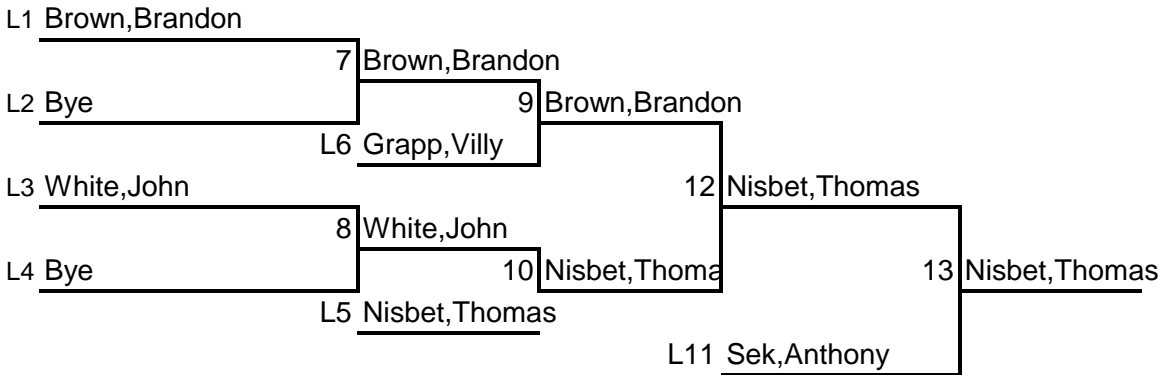 L1 Brown,Brandon
7 Brown,Brandon
L2 Bye
9 Brown,Brandon
L6 Grapp,Villy
L3 White,John
12 Nisbet,Thomas
8 White,John
L4 Bye
10 Nisbet,Thoma
13 Nisbet,Thomas
L5 Nisbet,Thomas
L11 Sek,Anthony